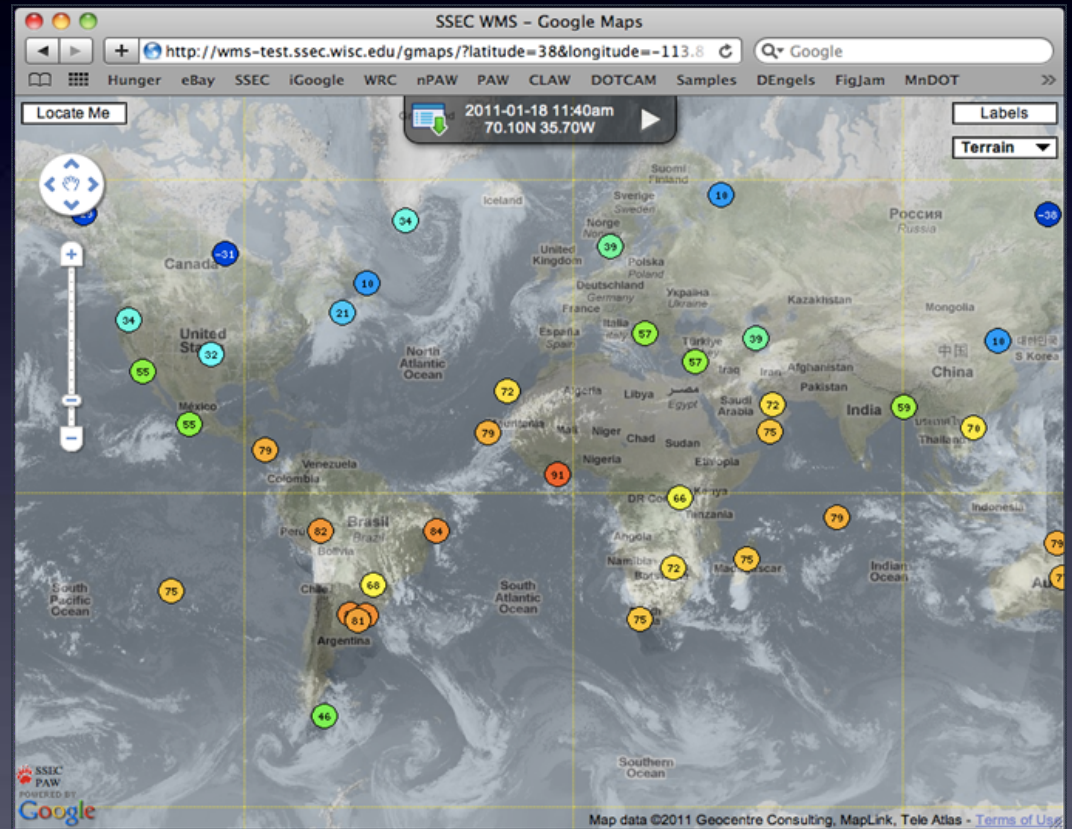 SSEC WMS – Google Maps
http://wms-test.ssec.wisc.edu/gmaps/?latitude=38&longitude=-113.8
Google
Hunger eBay SSEC iGoogle WRC nPAW PAW CLAW DOTCAM Samples DEngels FigJam MnDOT
Locate Me
2011-01-18 11:40am
70.10N 35.70W
Labels
Terrain
Suomi
Finland
10
Iceland
Sverige
Sweden
Norge
34
Россия
Russia
-38
39
United
Kingdom
Polska
Poland
-31
Canada
10
Deutschland
Germany
Україна
Ukraine
Kazakhstan
Mongolia
France
21
34
España
Spain
Italia
Italy
57
39
10
대한민국
S Korea
United
32
Türkiye
中国
China
North
Atlantic
Ocean
57
Iraq
Iran
Afghanistan
Pakistan
55
72
Algeria
Libya
مصر
Egypt
Saudi
Arabia
72
India
59
México
55
79
Mali
Niger
Chad
Sudan
75
Thailand
70
79
Venezuela
Colombia
91
Nigeria
Ethiopia
66
Kenya
Tanzania
Indonesia
79
Peru
82
Brasil
Brazil
84
Bolivia
Angola
Namibia
79
75
72
Indian
Ocean
South
Pacific
Ocean
75
Chile
68
South
Atlantic
Ocean
75
81
Argentina
46
Southern
Ocean
SSEC
PAW
POWERED BY
Google
Map data ©2011 Geocentre Consulting, MapLink, Tele Atlas - Terms of Use